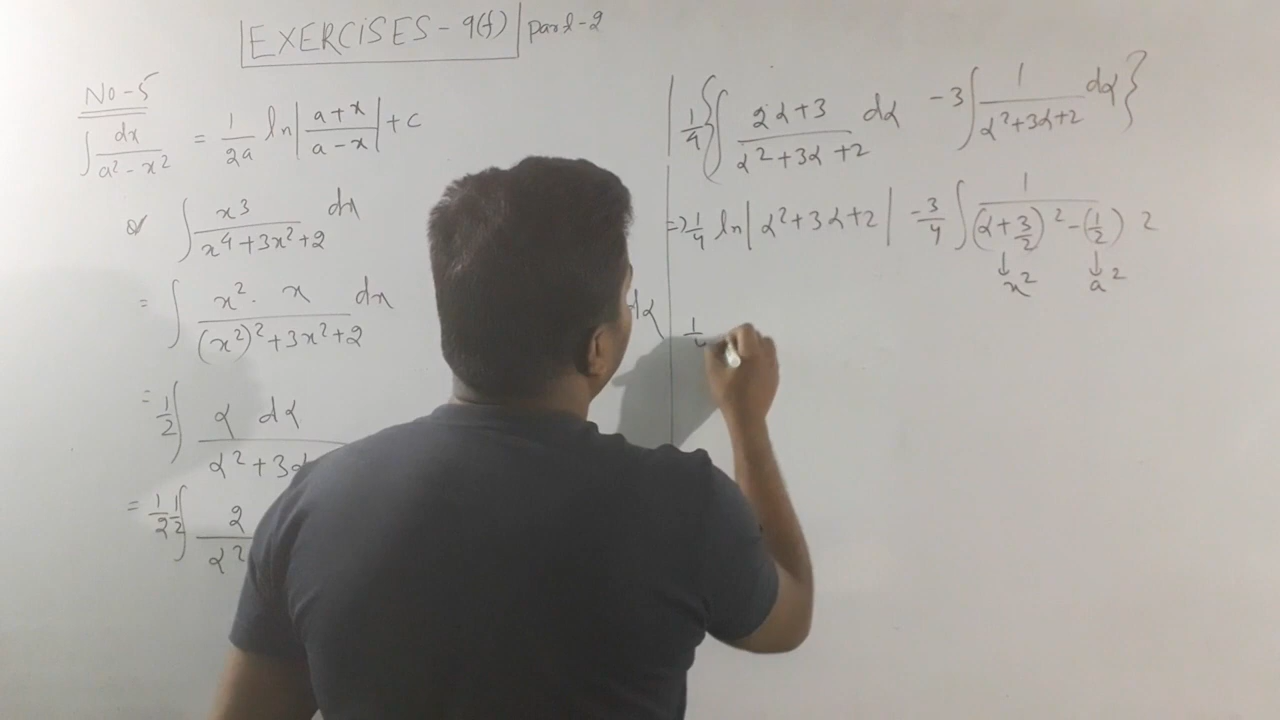 EXERCISES - 9(f) Part-2
No-5
∫ dx / (a² - x²) = 1/2a ln |(a+x)/(a-x)| + c
∫ x3 / (x⁴+3x²+2) dx
= ∫ x². x / ((x²)²+3x²+2) dx
= 1/2 ∫ α dα / (α²+3α
= 1/2 1/2 ∫ 2 / α²
dα
1/4 { ∫ (2α+3) / (α²+3α+2) dα - 3 ∫ 1 / (α²+3α+2) dα }
=> 1/4 ln |α²+3α+2| - 3/4 ∫ 1 / ((α+3/2)² - (1/2)2)
↓ x² ↓ a²